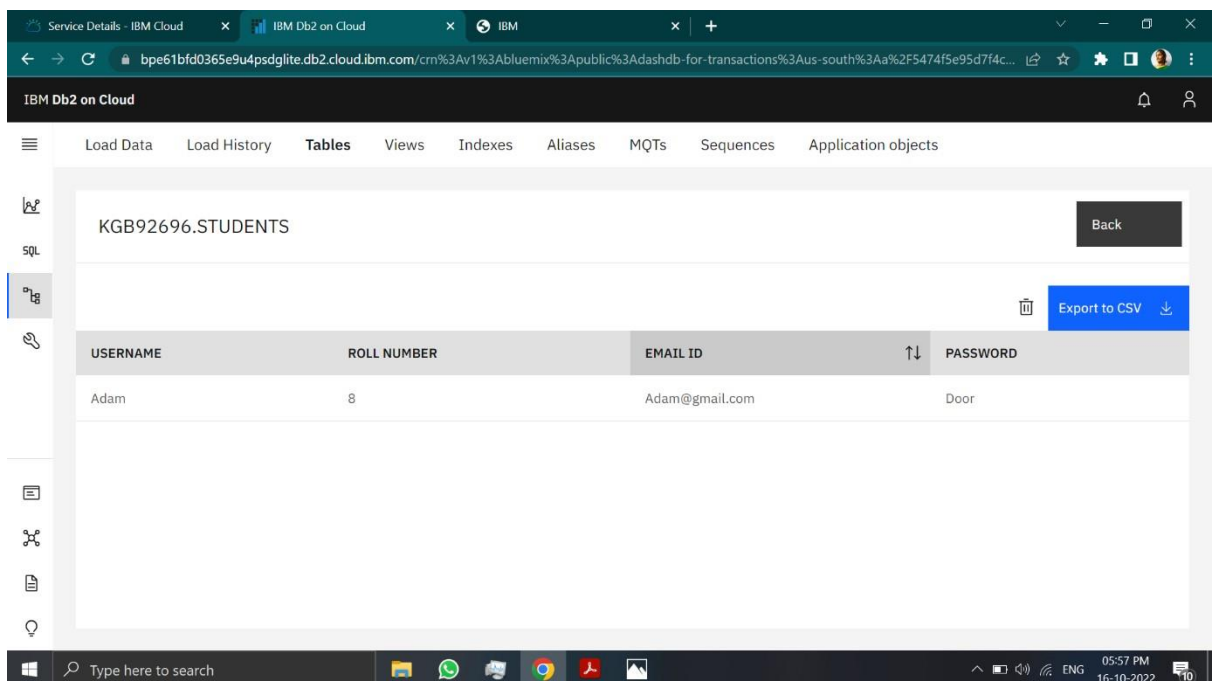 Service Details - IBM Cloud
IBM Db2 on Cloud
IBM
bpe61bfd0365e9u4psdglite.db2.cloud.ibm.com/crn%3Av1%3Abluemix%3Apublic%3Adashdb-for-transactions%3Aus-south%3Aa%2F5474f5e95d7f4c...
IBM Db2 on Cloud
Load Data Load History Tables Views Indexes Aliases MQTs Sequences Application objects
KGB92696.STUDENTS
Back
SQL
Export to CSV
USERNAME ROLL NUMBER EMAIL ID PASSWORD
Adam 8 Adam@gmail.com Door
Type here to search
ENG
05:57 PM
16-10-2022
10